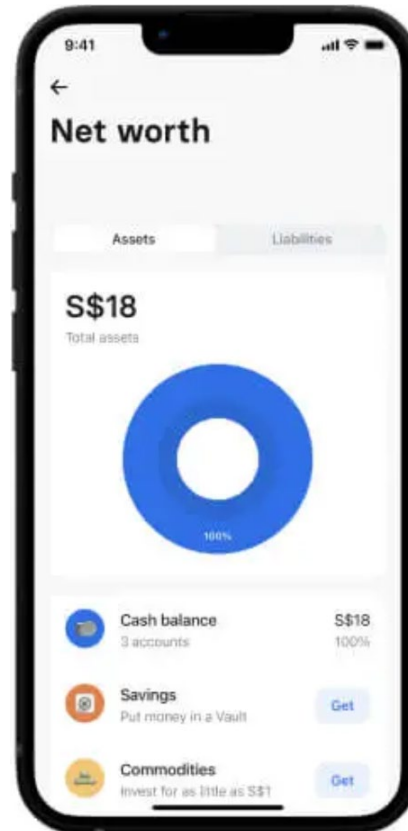 9:41
Net worth
Assets
Liabilities
S$18
Total assets
100%
Cash balance
S$18
3 accounts
100%
Savings
Put money in a Vault
Get
Commodities
Invest for as little as S$1
Get